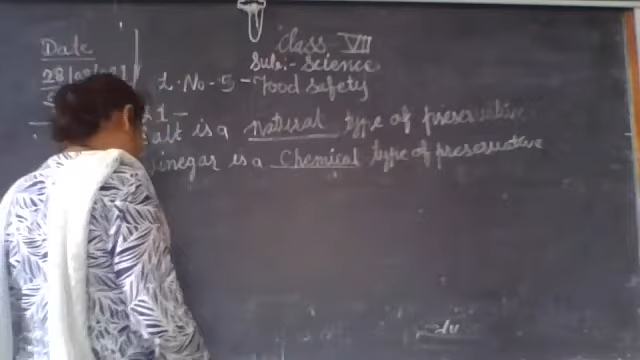 Date
Class VII
Sub:- Science
L. No - 5 - Food Safety
1 -
alt is a natural type of preservative
inegar is a Chemical type of preservative